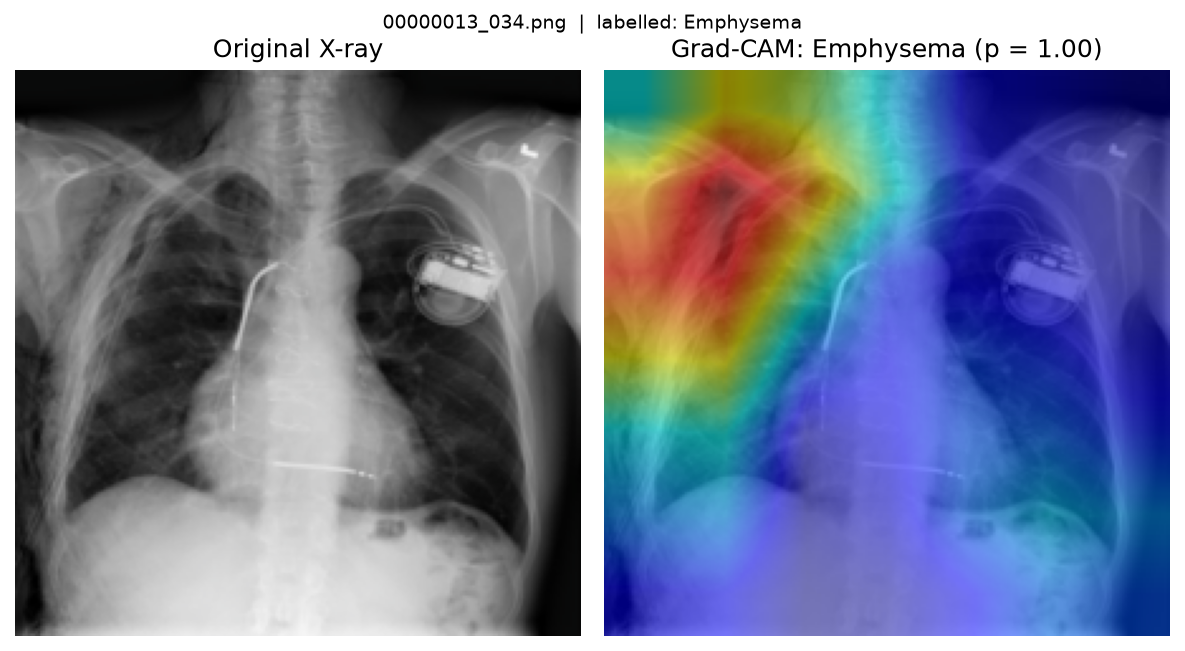 00000013_034.png | labelled: Emphysema
Original X-ray
Grad-CAM: Emphysema (p = 1.00)